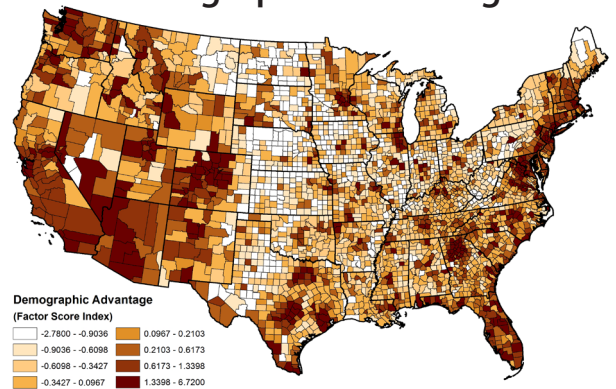 Demographic Advantage
(Factor Score Index)
-2.7800 - -0.9036
-0.9036 - -0.6098
-0.6098 - -0.3427
-0.3427 - 0.0967
0.0967 - 0.2103
0.2103 - 0.6173
0.6173 - 1.3398
1.3398 - 6.7200